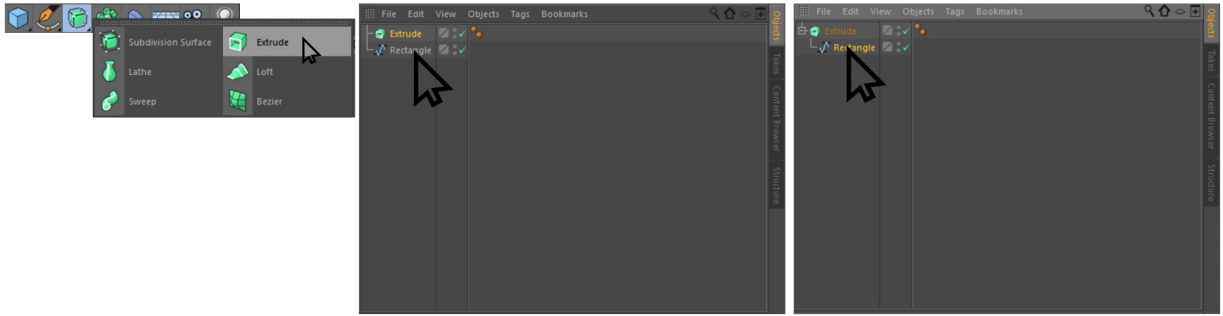 Subdivision Surface Extrude
Lathe Loft
Sweep Bezier
File Edit View Objects Tags Bookmarks
Extrude
Rectangle
Objects
Takes
Content Browser
Structure
File Edit View Objects Tags Bookmarks
Extrude
Rectangle
Objects
Takes
Content Browser
Structure